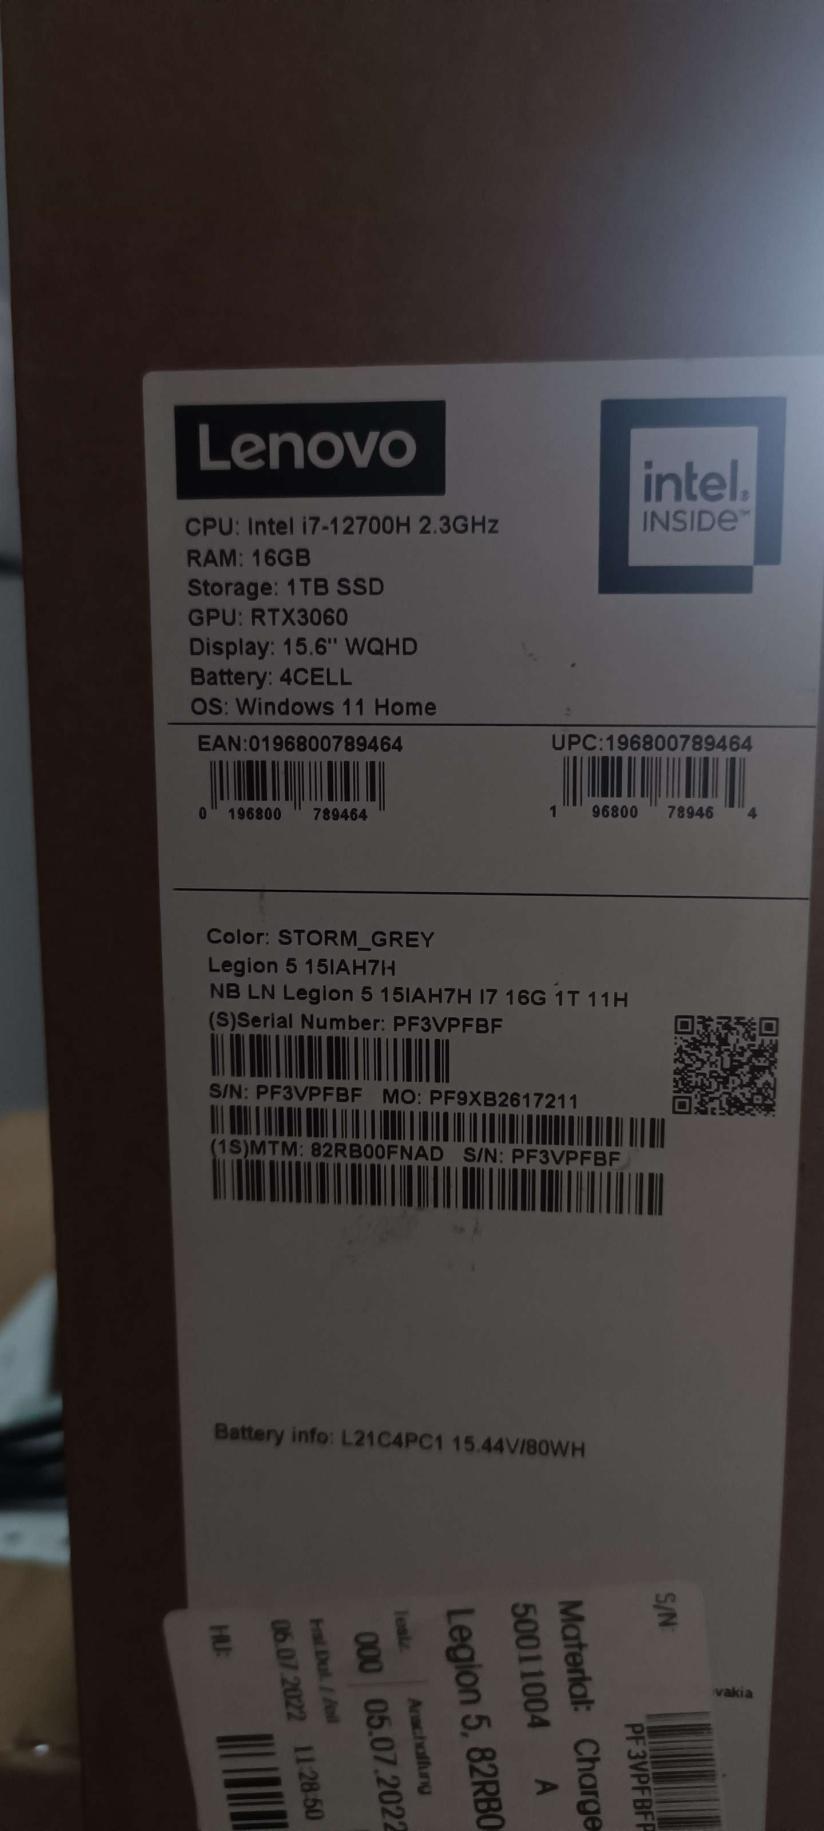 Lenovo
intel.
INSIDE™
CPU: Intel i7-12700H 2.3GHz
RAM: 16GB
Storage: 1TB SSD
GPU: RTX3060
Display: 15.6" WQHD
Battery: 4CELL
OS: Windows 11 Home
EAN:0196800789464
0 196800 789464
UPC:196800789464
1 96800 78946 4
Color: STORM_GREY
Legion 5 15IAH7H
NB LN Legion 5 15IAH7H I7 16G 1T 11H
(S)Serial Number: PF3VPFBF
S/N: PF3VPFBF MO: PF9XB2617211
(1S)MTM: 82RB00FNAD S/N: PF3VPFBF
Battery info: L21C4PC1 15.44V/80WH
vakia
S/N:
PF3VPFBFP
Material: Charge
50011004 A
Legion 5, 82RB0
Anschaffung
000 05.07.2022
11:28:50
HU: